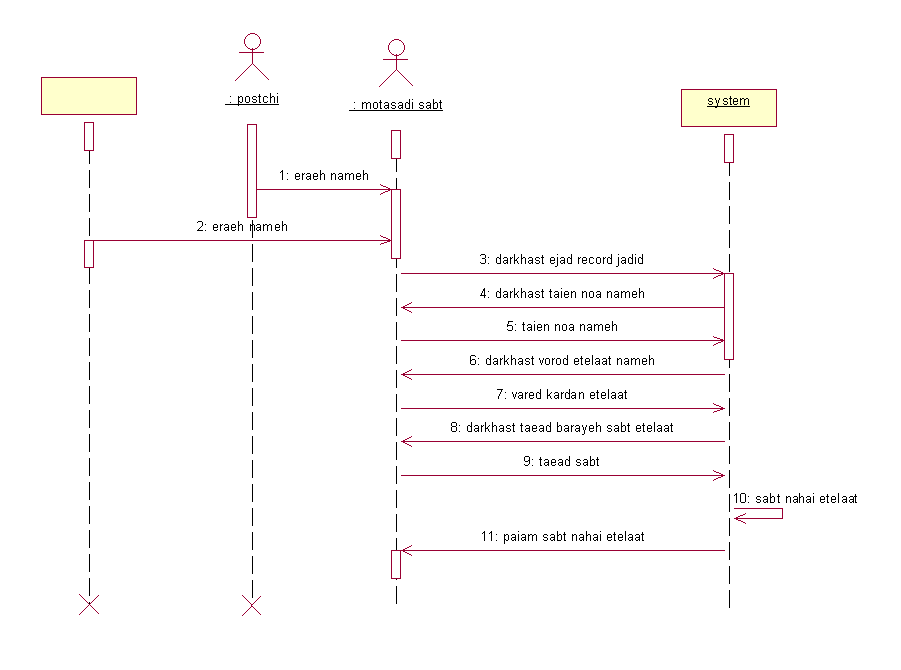 : postchi
: motasadi sabt
system
1: eraeh nameh
2: eraeh nameh
3: darkhast ejad record jadid
4: darkhast taien noa nameh
5: taien noa nameh
6: darkhast vorod etelaat nameh
7: vared kardan etelaat
8: darkhast taead barayeh sabt etelaat
9: taead sabt
10: sabt nahai etelaat
11: paiam sabt nahai etelaat